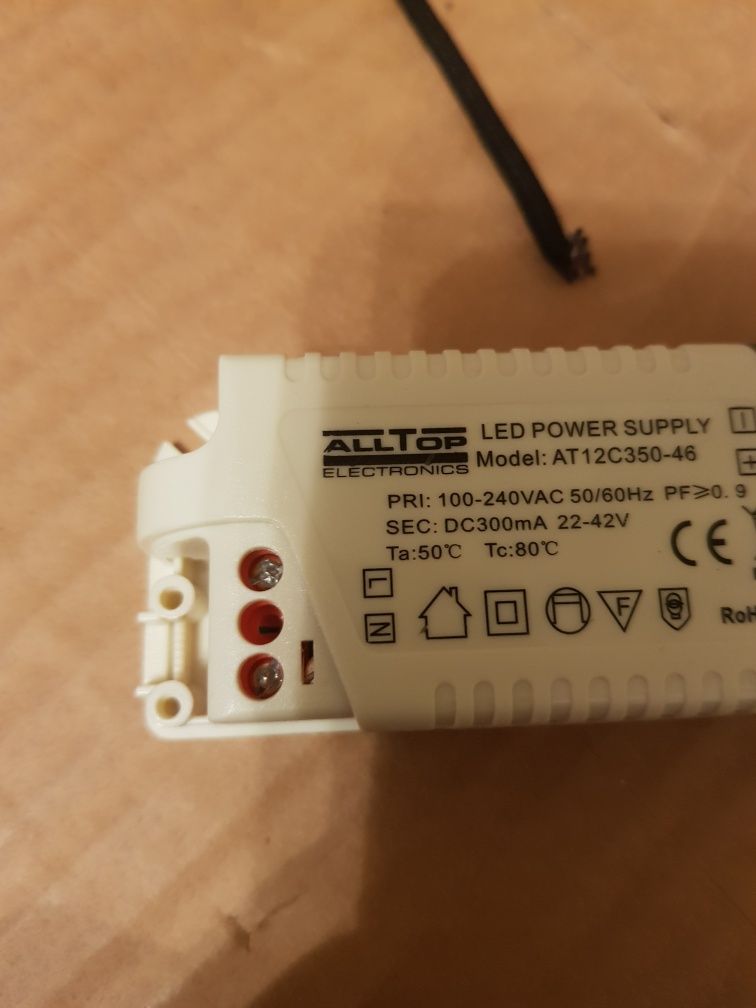 ALLTOP
ELECTRONICS
LED POWER SUPPLY
Model: AT12C350-46
PRI: 100-240VAC 50/60Hz PF≥0.9
SEC: DC300mA 22-42V
Ta:50℃ Tc:80℃
CE
L
N
F
RoH
-
+